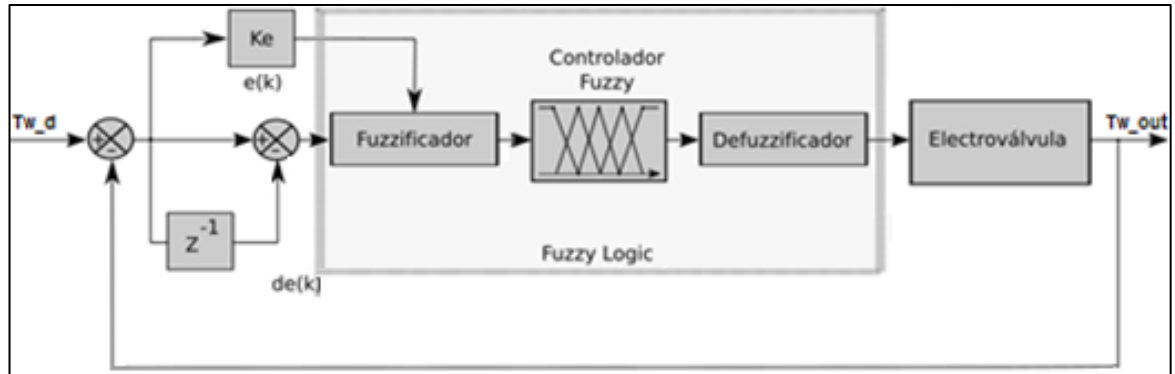 Ke
e(k)
Controlador
Fuzzy
Tw_d
+
-
+
-
Fuzzificador
Defuzzificador
Electroválvula
Tw_out
Z-1
de(k)
Fuzzy Logic